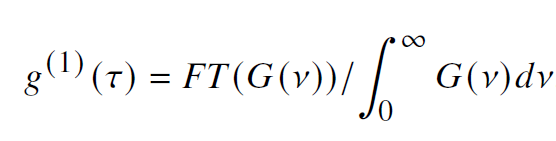 g^{(1)}(τ) = FT(G(ν))/∫_0^∞ G(ν)dν